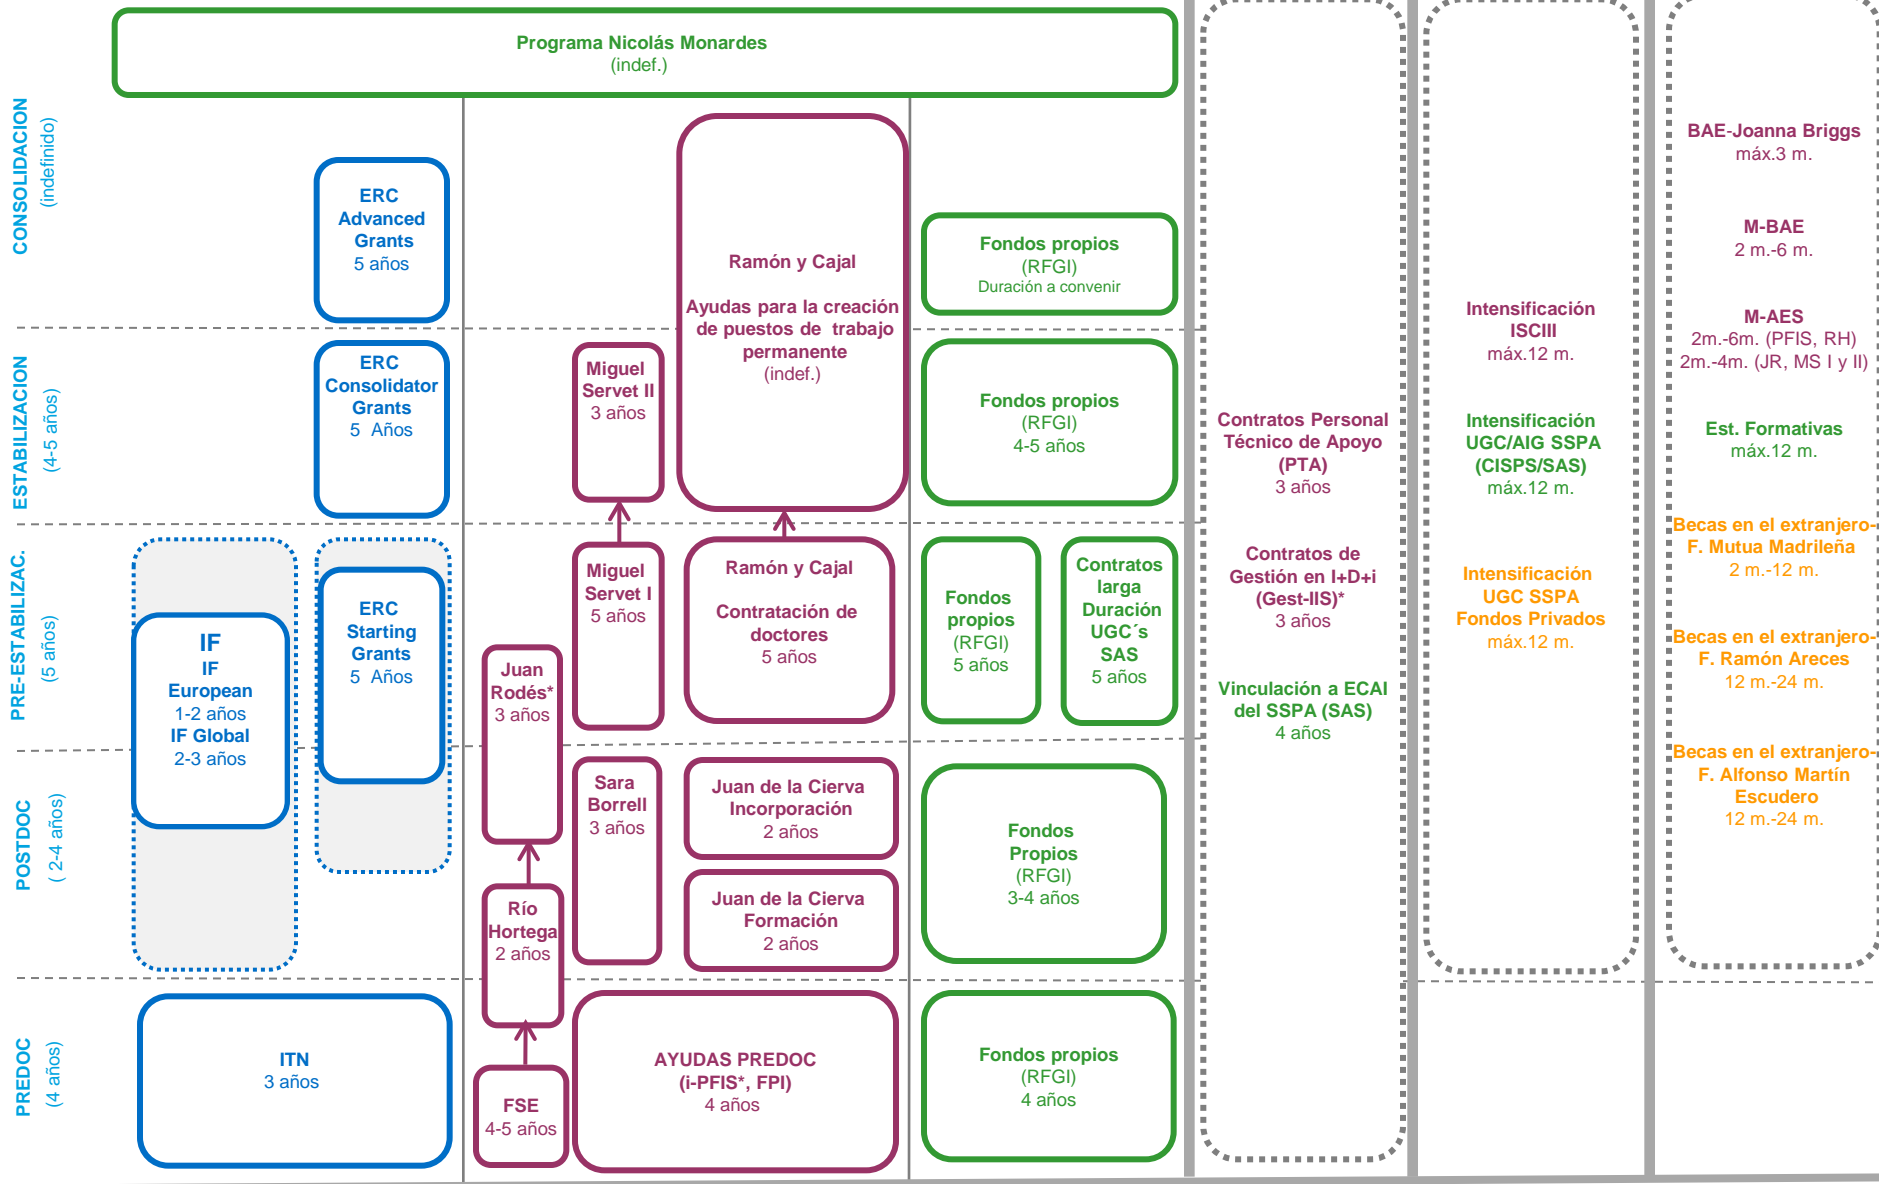 Programa Nicolás Monardes
(indef.)
CONSOLIDACION
(indefinido)
ERC
Advanced
Grants
5 años
Ramón y Cajal
Ayudas para la creación
de puestos de trabajo
permanente
(indef.)
Fondos propios
(RFGI)
Duración a convenir
ESTABILIZACION
(4-5 años)
ERC
Consolidator
Grants
5 Años
Miguel
Servet II
3 años
Fondos propios
(RFGI)
4-5 años
PRE-ESTABILIZAC.
(5 años)
IF
IF
European
1-2 años
IF Global
2-3 años
ERC
Starting
Grants
5 Años
Juan
Rodés*
3 años
Miguel
Servet I
5 años
Ramón y Cajal
Contratación de
doctores
5 años
Fondos
propios
(RFGI)
5 años
Contratos
larga
Duración
UGC´s
SAS
5 años
POSTDOC
( 2-4 años)
Río
Hortega
2 años
Sara
Borrell
3 años
Juan de la Cierva
Incorporación
2 años
Juan de la Cierva
Formación
2 años
Fondos
Propios
(RFGI)
3-4 años
PREDOC
(4 años)
ITN
3 años
FSE
4-5 años
AYUDAS PREDOC
(i-PFIS*, FPI)
4 años
Fondos propios
(RFGI)
4 años
Contratos Personal
Técnico de Apoyo
(PTA)
3 años
Contratos de
Gestión en I+D+i
(Gest-IIS)*
3 años
Vinculación a ECAI
del SSPA (SAS)
4 años
Intensificación
ISCIII
máx.12 m.
Intensificación
UGC/AIG SSPA
(CISPS/SAS)
máx.12 m.
Intensificación
UGC SSPA
Fondos Privados
máx.12 m.
BAE-Joanna Briggs
máx.3 m.
M-BAE
2 m.-6 m.
M-AES
2m.-6m. (PFIS, RH)
2m.-4m. (JR, MS I y II)
Est. Formativas
máx.12 m.
Becas en el extranjero-
F. Mutua Madrileña
2 m.-12 m.
Becas en el extranjero-
F. Ramón Areces
12 m.-24 m.
Becas en el extranjero-
F. Alfonso Martín
Escudero
12 m.-24 m.